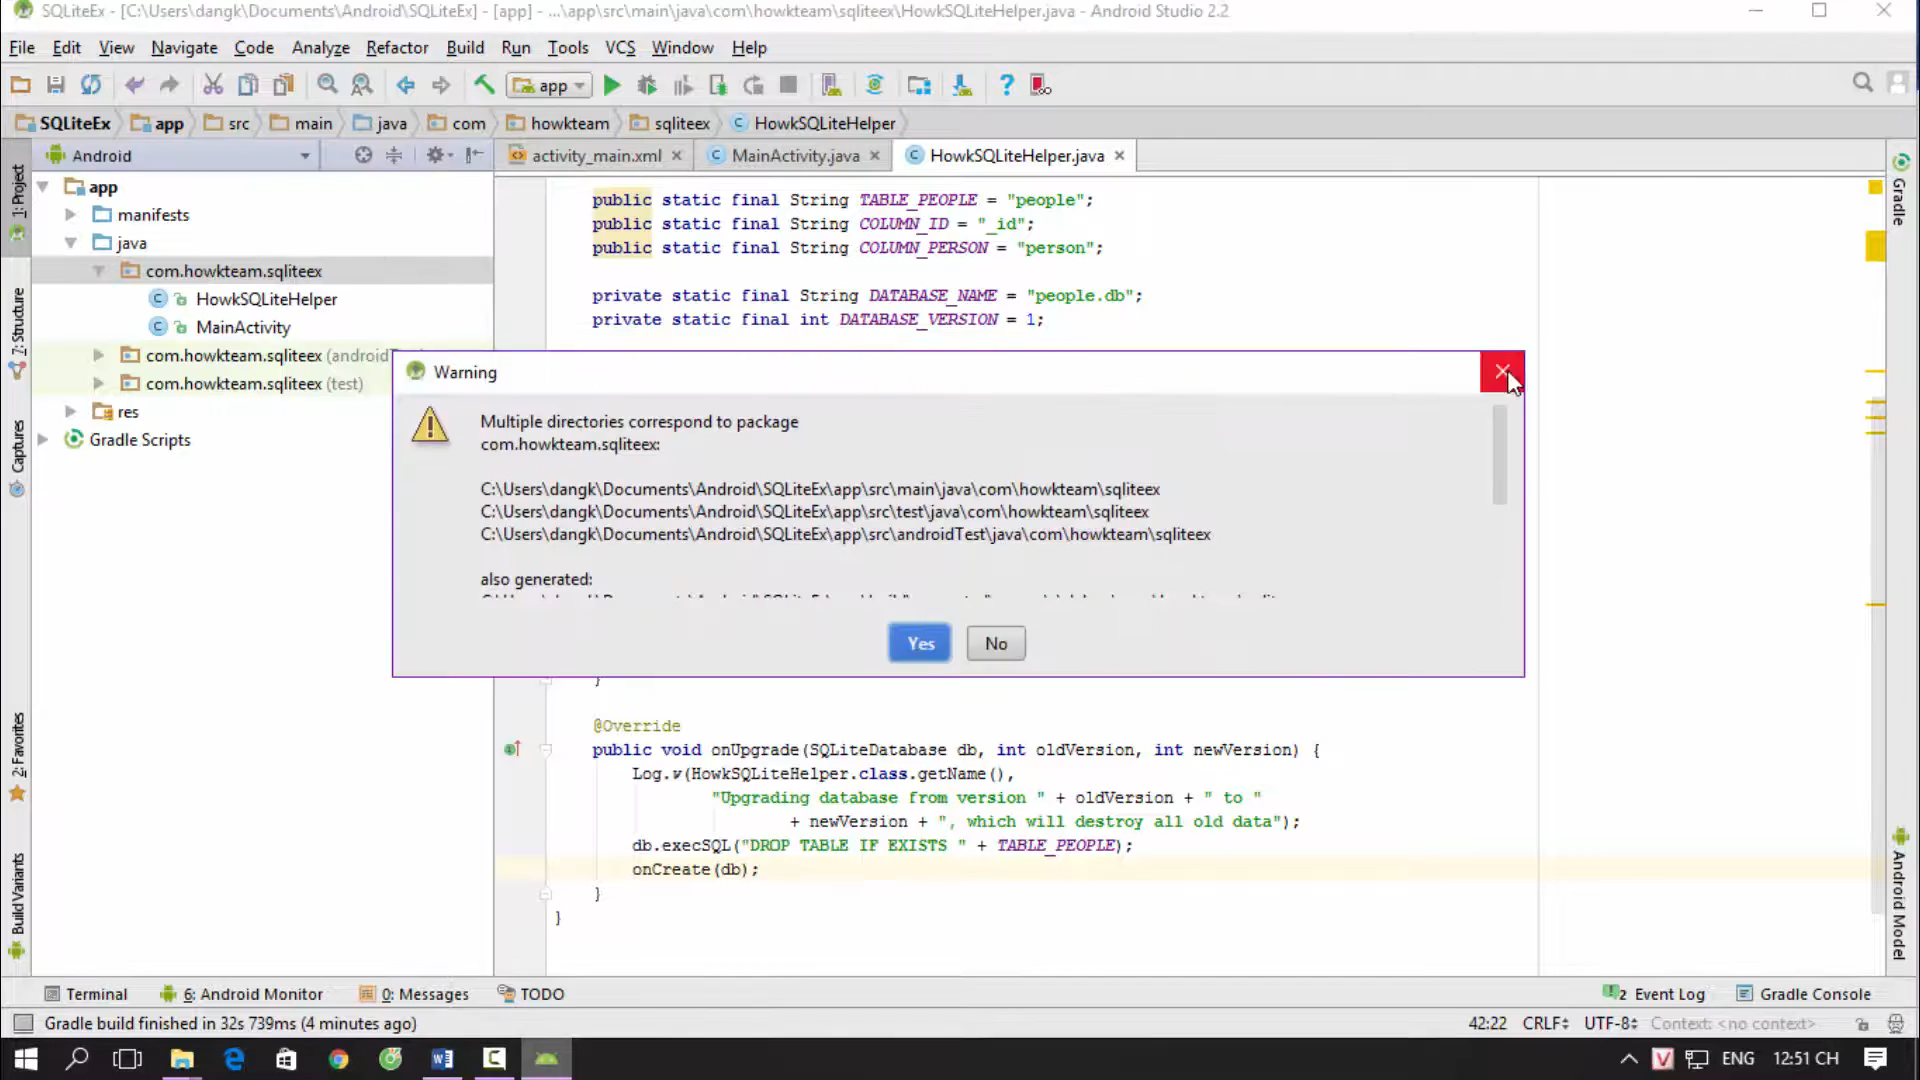 SQLiteEx - [C:\Users\dangk\Documents\Android\SQLiteEx] - [app] - ...\app\src\main\java\com\howkteam\sqliteex\HowkSQLiteHelper.java - Android Studio 2.2
File Edit View Navigate Code Analyze Refactor Build Run Tools VCS Window Help
app
SQLiteEx app src main java com howkteam sqliteex HowkSQLiteHelper
Android
activity_main.xml MainActivity.java HowkSQLiteHelper.java
1: Project
7: Structure
Captures
2: Favorites
Build Variants
app
manifests
java
com.howkteam.sqliteex
HowkSQLiteHelper
MainActivity
com.howkteam.sqliteex (android
com.howkteam.sqliteex (test)
res
Gradle Scripts
public static final String TABLE_PEOPLE = "people";
public static final String COLUMN_ID = "_id";
public static final String COLUMN_PERSON = "person";
private static final String DATABASE_NAME = "people.db";
private static final int DATABASE_VERSION = 1;
Warning
Multiple directories correspond to package
com.howkteam.sqliteex:
C:\Users\dangk\Documents\Android\SQLiteEx\app\src\main\java\com\howkteam\sqliteex
C:\Users\dangk\Documents\Android\SQLiteEx\app\src\test\java\com\howkteam\sqliteex
C:\Users\dangk\Documents\Android\SQLiteEx\app\src\androidTest\java\com\howkteam\sqliteex
also generated:
Yes No
}
@Override
public void onUpgrade(SQLiteDatabase db, int oldVersion, int newVersion) {
Log.v(HowkSQLiteHelper.class.getName(),
"Upgrading database from version " + oldVersion + " to "
+ newVersion + ", which will destroy all old data");
db.execSQL("DROP TABLE IF EXISTS " + TABLE_PEOPLE);
onCreate(db);
}
}
Gradle
Android Model
Terminal 6: Android Monitor 0: Messages TODO 2 Event Log Gradle Console
Gradle build finished in 32s 739ms (4 minutes ago) 42:22 CRLF UTF-8 Context: <no context>
ENG 12:51 CH